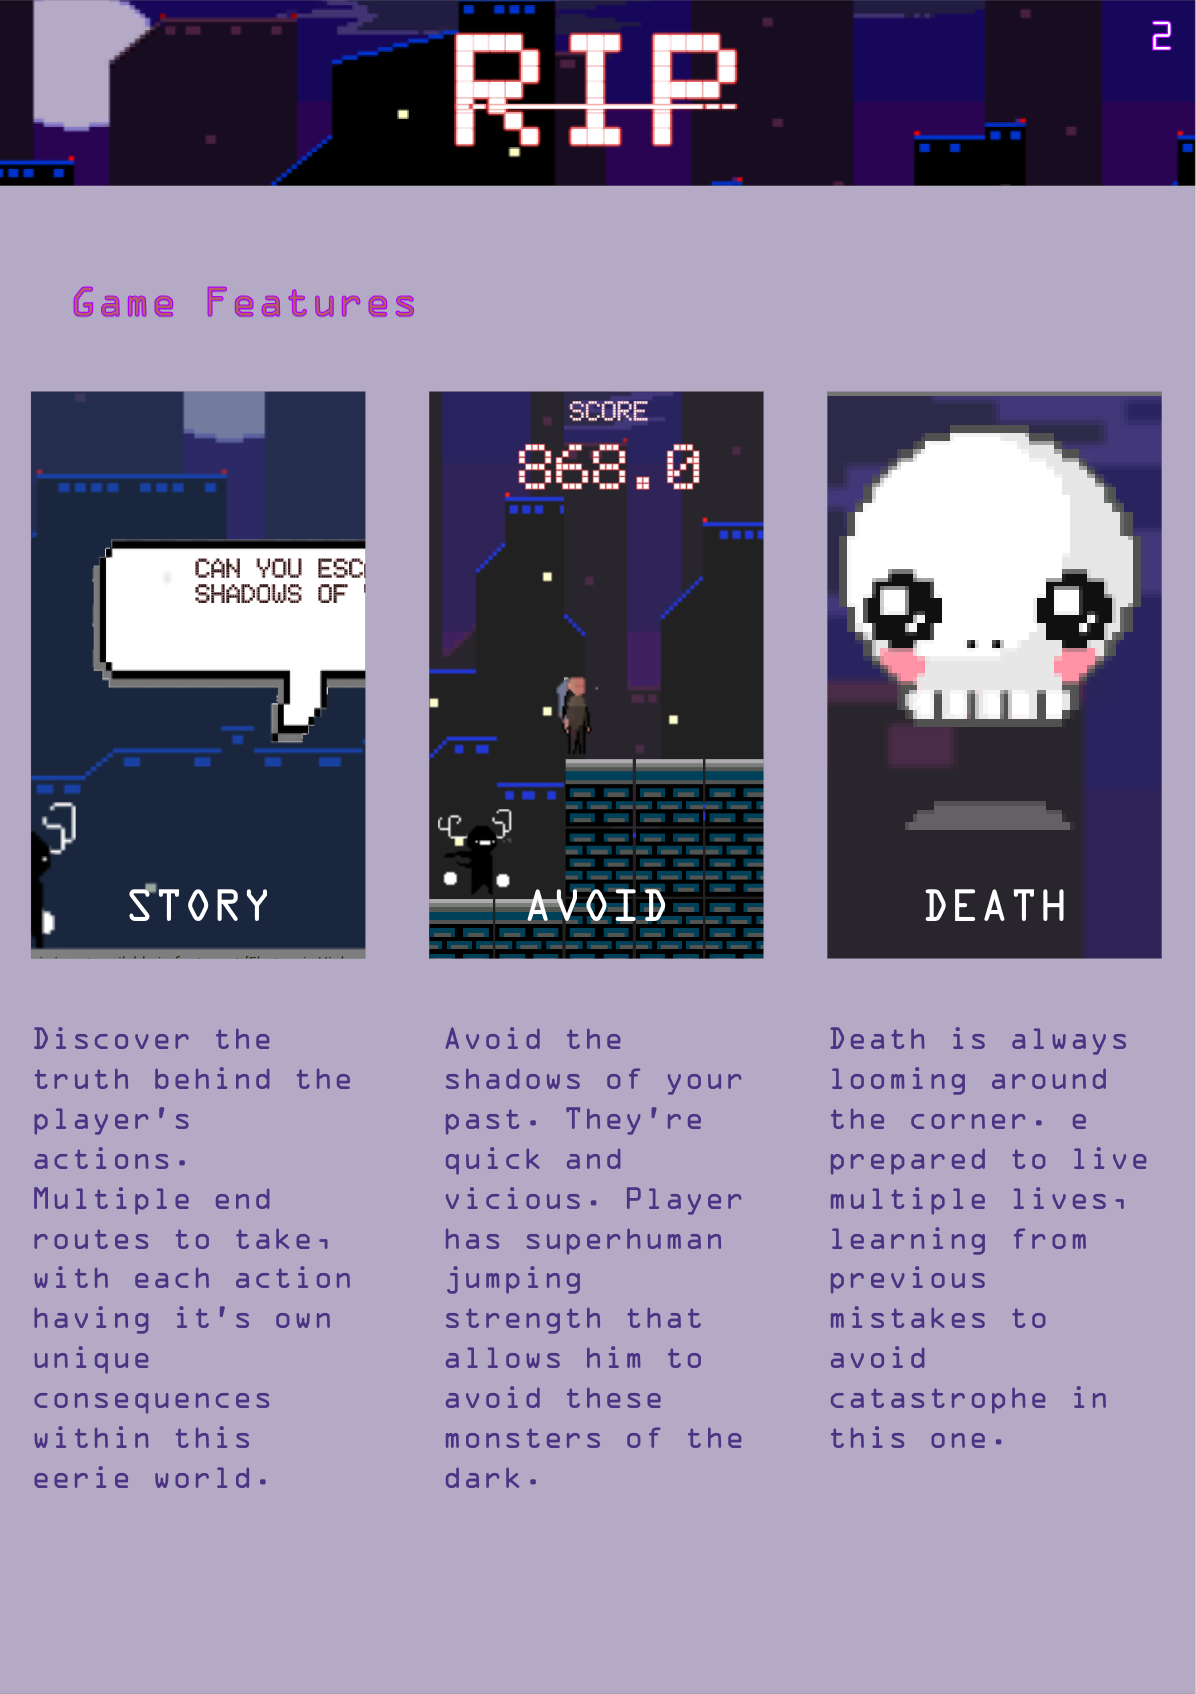 RIP
2
Game Features
CAN YOU ESC
SHADOWS OF
STORY
SCORE
868.0
AVOID
DEATH
Discover the
truth behind the
player's
actions.
Multiple end
routes to take,
with each action
having it's own
unique
consequences
within this
eerie world.
Avoid the
shadows of your
past. They're
quick and
vicious. Player
has superhuman
jumping
strength that
allows him to
avoid these
monsters of the
dark.
Death is always
looming around
the corner. e
prepared to live
multiple lives,
learning from
previous
mistakes to
avoid
catastrophe in
this one.